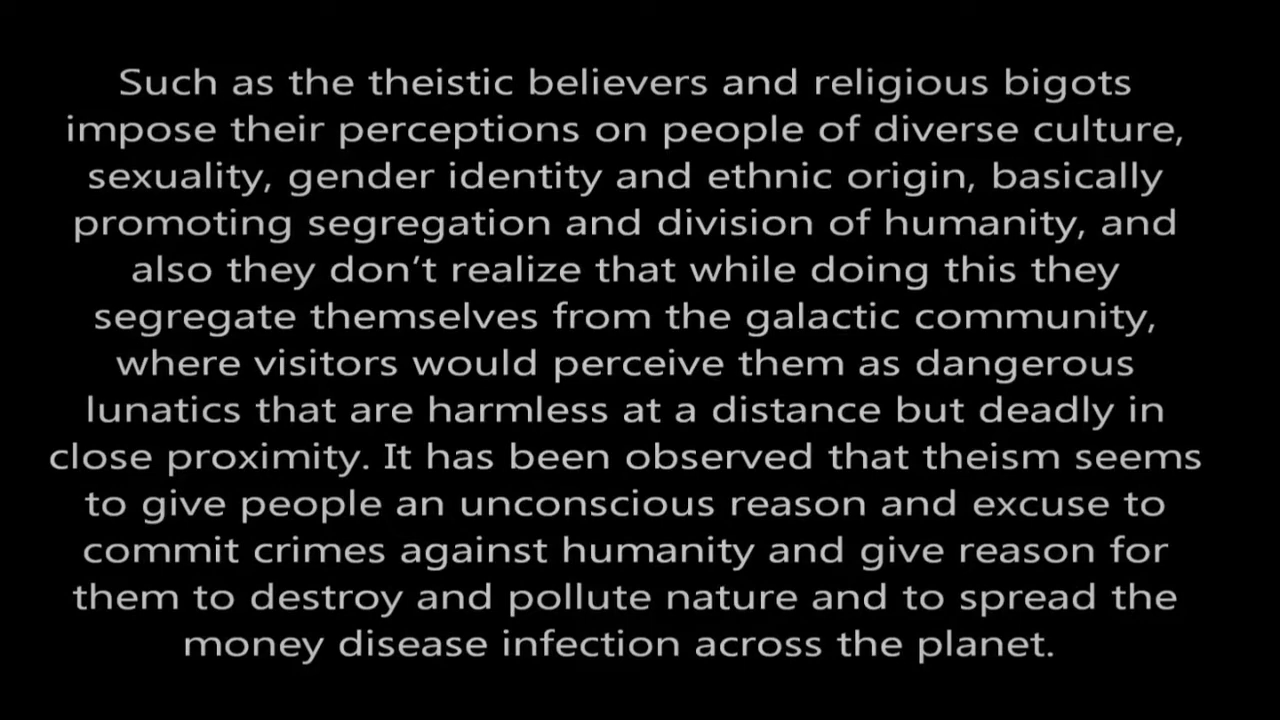 Such as the theistic believers and religious bigots
impose their perceptions on people of diverse culture,
sexuality, gender identity and ethnic origin, basically
promoting segregation and division of humanity, and
also they don’t realize that while doing this they
segregate themselves from the galactic community,
where visitors would perceive them as dangerous
lunatics that are harmless at a distance but deadly in
close proximity. It has been observed that theism seems
to give people an unconscious reason and excuse to
commit crimes against humanity and give reason for
them to destroy and pollute nature and to spread the
money disease infection across the planet.